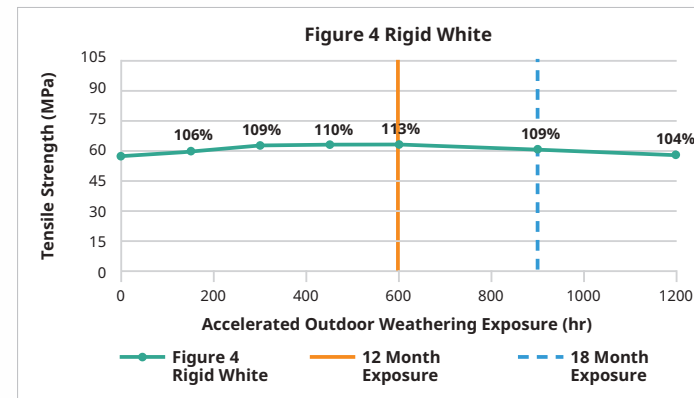 Figure 4 Rigid White
Tensile Strength (MPa)
105
90
75
60
45
30
15
0
106%
109%
110%
113%
109%
104%
0
200
400
600
800
1000
1200
Accelerated Outdoor Weathering Exposure (hr)
Figure 4
Rigid White
12 Month
Exposure
18 Month
Exposure